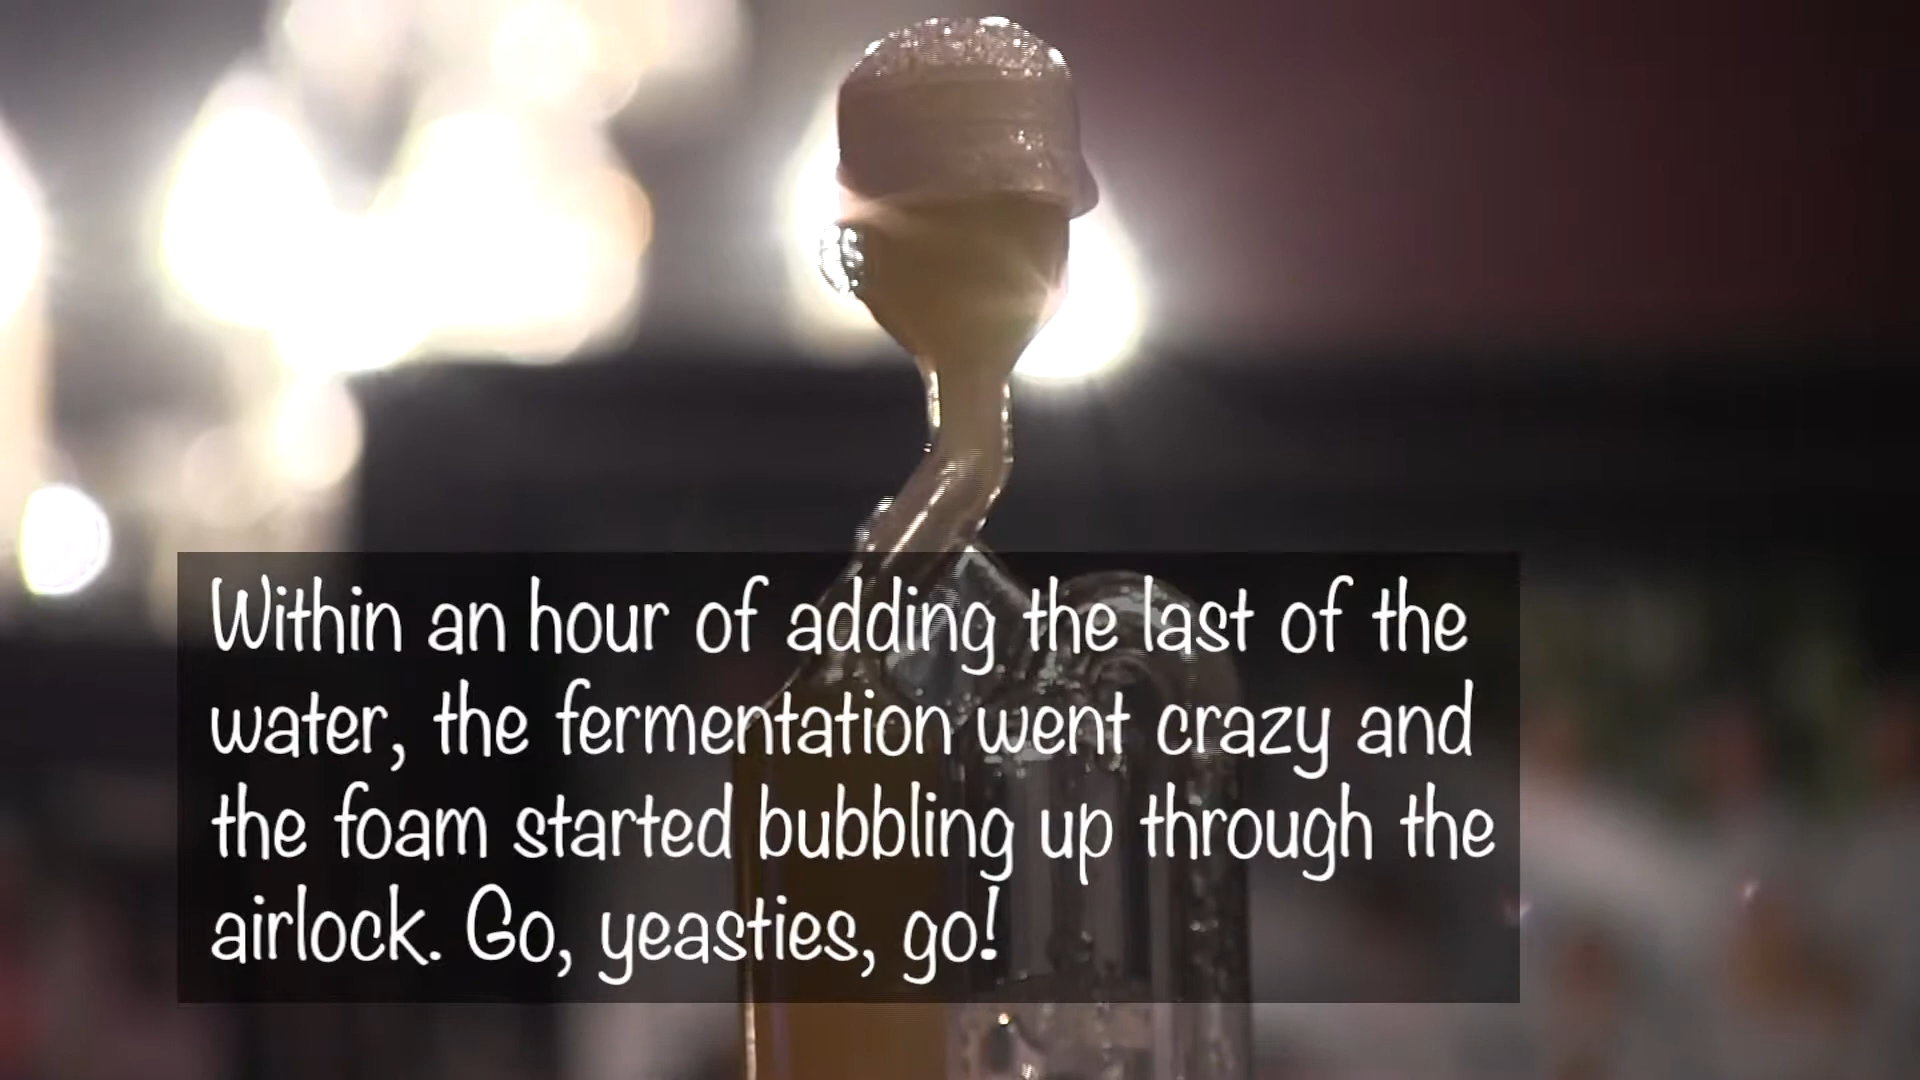 Within an hour of adding the last of the
water, the fermentation went crazy and
the foam started bubbling up through the
airlock. Go, yeasties, go!